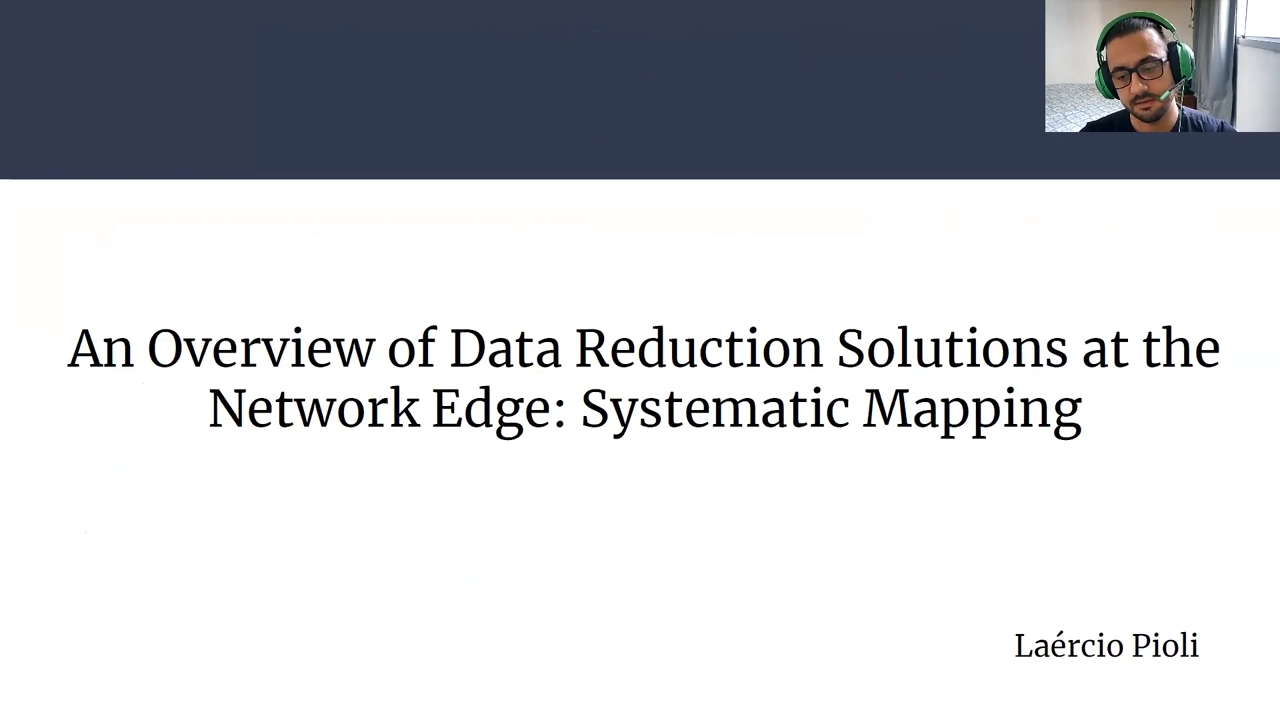 An Overview of Data Reduction Solutions at the
Network Edge: Systematic Mapping
Laércio Pioli